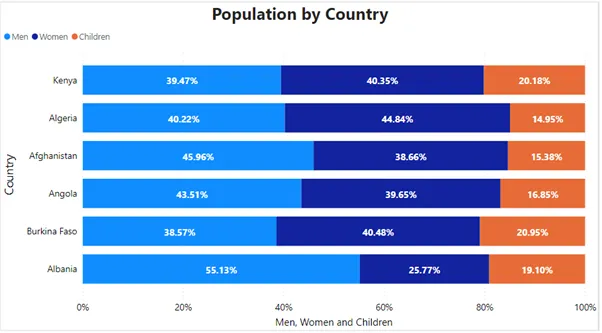 Population by Country
Men Women Children
Kenya 39.47% 40.35% 20.18%
Algeria 40.22% 44.84% 14.95%
Afghanistan 45.96% 38.66% 15.38%
Angola 43.51% 39.65% 16.85%
Burkina Faso 38.57% 40.48% 20.95%
Albania 55.13% 25.77% 19.10%
Country
0% 20% 40% 60% 80% 100%
Men, Women and Children